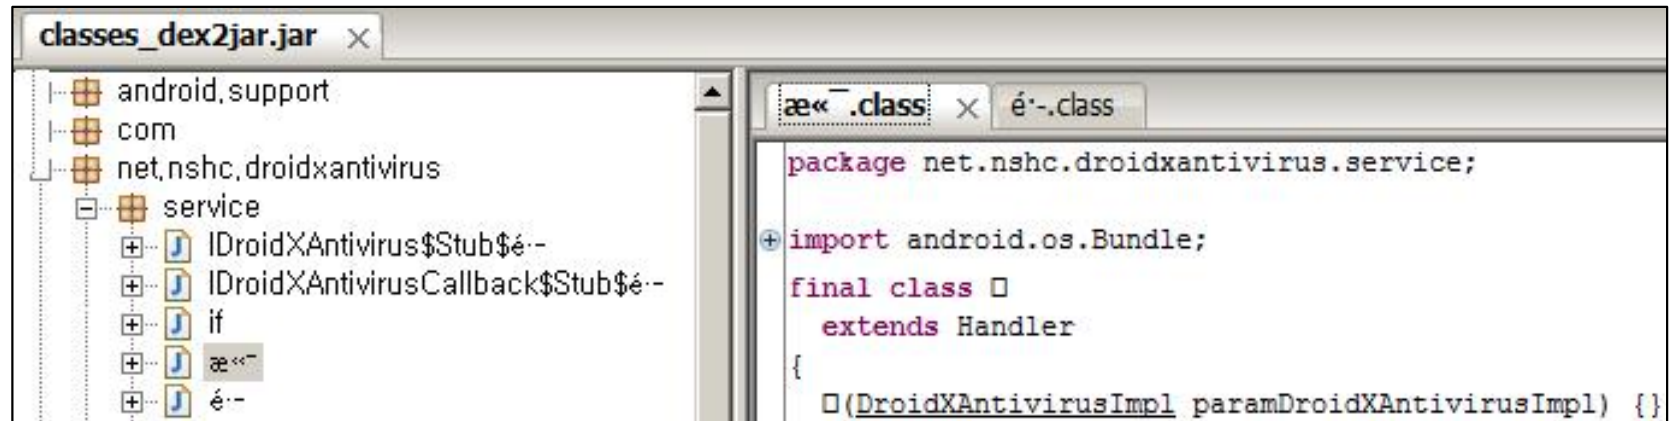 classes_dex2jar.jar
android.support
com
net.nshc.droidxantivirus
service
IDroidXAntivirus$Stub$é·-
IDroidXAntivirusCallback$Stub$é·-
if
æ«¯
é·-
æ«¯.class
é·-.class
package net.nshc.droidxantivirus.service;
import android.os.Bundle;
final class □
extends Handler
{
□(DroidXAntivirusImpl paramDroidXAntivirusImpl) {}